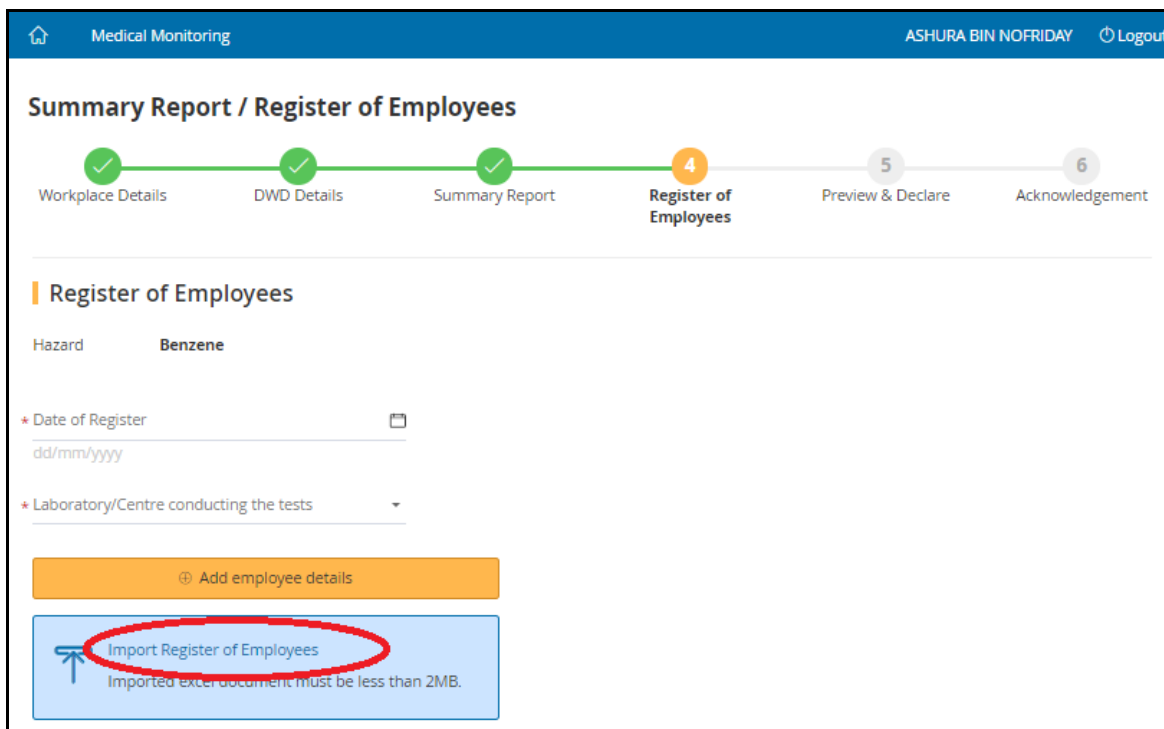 Medical Monitoring ASHURA BIN NOFRIDAY Logout
Summary Report / Register of Employees
4 5 6
Workplace Details DWD Details Summary Report Register of Employees Preview & Declare Acknowledgement
Register of Employees
Hazard Benzene
* Date of Register
dd/mm/yyyy
* Laboratory/Centre conducting the tests
Add employee details
Import Register of Employees
Imported excel document must be less than 2MB.